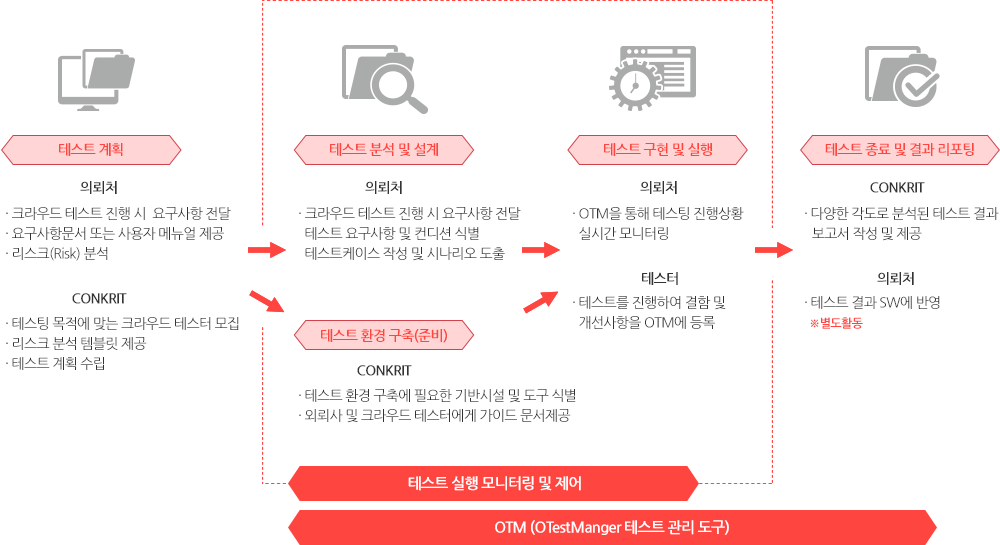 테스트 계획
의뢰처
· 크라우드 테스트 진행 시 요구사항 전달
· 요구사항문서 또는 사용자 메뉴얼 제공
· 리스크(Risk) 분석
CONKRIT
· 테스팅 목적에 맞는 크라우드 테스터 모집
· 리스크 분석 템블릿 제공
· 테스트 계획 수립
테스트 분석 및 설계
의뢰처
· 크라우드 테스트 진행 시 요구사항 전달
테스트 요구사항 및 컨디션 식별
테스트케이스 작성 및 시나리오 도출
테스트 환경 구축(준비)
CONKRIT
· 테스트 환경 구축에 필요한 기반시설 및 도구 식별
· 외뢰사 및 크라우드 테스터에게 가이드 문서제공
테스트 구현 및 실행
의뢰처
· OTM을 통해 테스팅 진행상황
실시간 모니터링
테스터
· 테스트를 진행하여 결함 및
개선사항을 OTM에 등록
테스트 종료 및 결과 리포팅
CONKRIT
· 다양한 각도로 분석된 테스트 결과
보고서 작성 및 제공
의뢰처
· 테스트 결과 SW에 반영
※별도활동
테스트 실행 모니터링 및 제어
OTM (OTestManger 테스트 관리 도구)